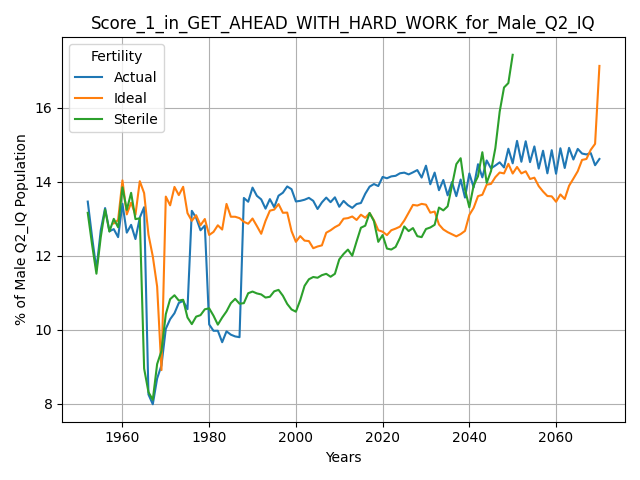 Score_1_in_GET_AHEAD_WITH_HARD_WORK_for_Male_Q2_IQ
Fertility
Actual
Ideal
Sterile
% of Male Q2_IQ Population
16
14
12
10
8
1960
1980
2000
2020
2040
2060
Years